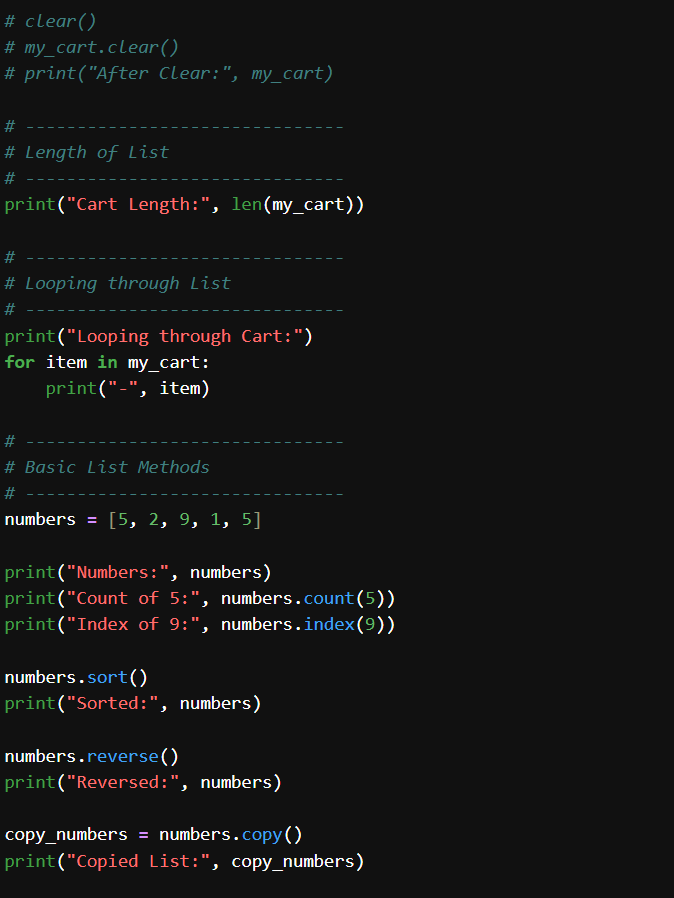 # clear()
# my_cart.clear()
# print("After Clear:", my_cart)
# -------------------------------
# Length of List
# -------------------------------
print("Cart Length:", len(my_cart))
# -------------------------------
# Looping through List
# -------------------------------
print("Looping through Cart:")
for item in my_cart:
    print("-", item)
# -------------------------------
# Basic List Methods
# -------------------------------
numbers = [5, 2, 9, 1, 5]
print("Numbers:", numbers)
print("Count of 5:", numbers.count(5))
print("Index of 9:", numbers.index(9))
numbers.sort()
print("Sorted:", numbers)
numbers.reverse()
print("Reversed:", numbers)
copy_numbers = numbers.copy()
print("Copied List:", copy_numbers)